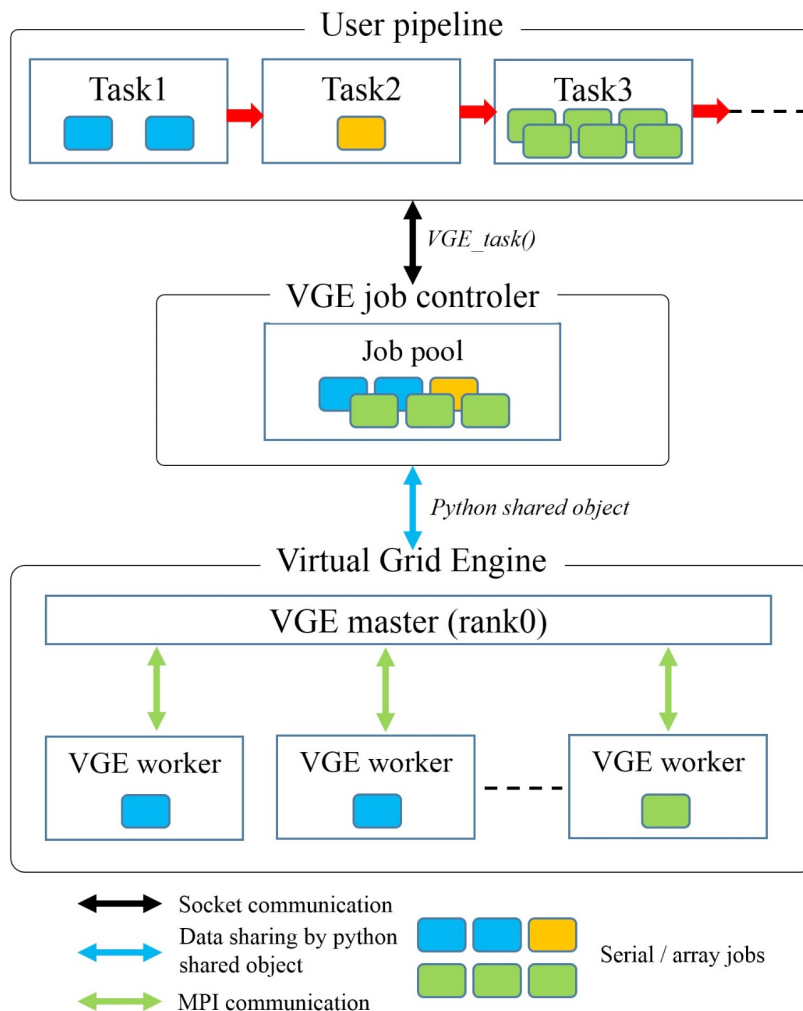 User pipeline
Task1
Task2
Task3
VGE_task()
VGE job controler
Job pool
Python shared object
Virtual Grid Engine
VGE master (rank0)
VGE worker
VGE worker
VGE worker
Socket communication
Data sharing by python
shared object
MPI communication
Serial / array jobs